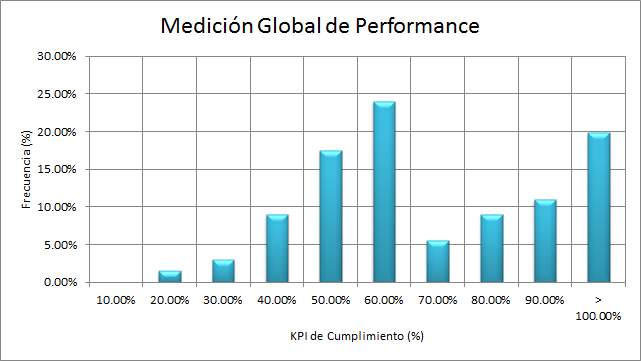 Medición Global de Performance
30.00%
25.00%
20.00%
15.00%
10.00%
5.00%
0.00%
Frecuencia (%)
10.00% 20.00% 30.00% 40.00% 50.00% 60.00% 70.00% 80.00% 90.00% >
100.00%
KPI de Cumplimiento (%)